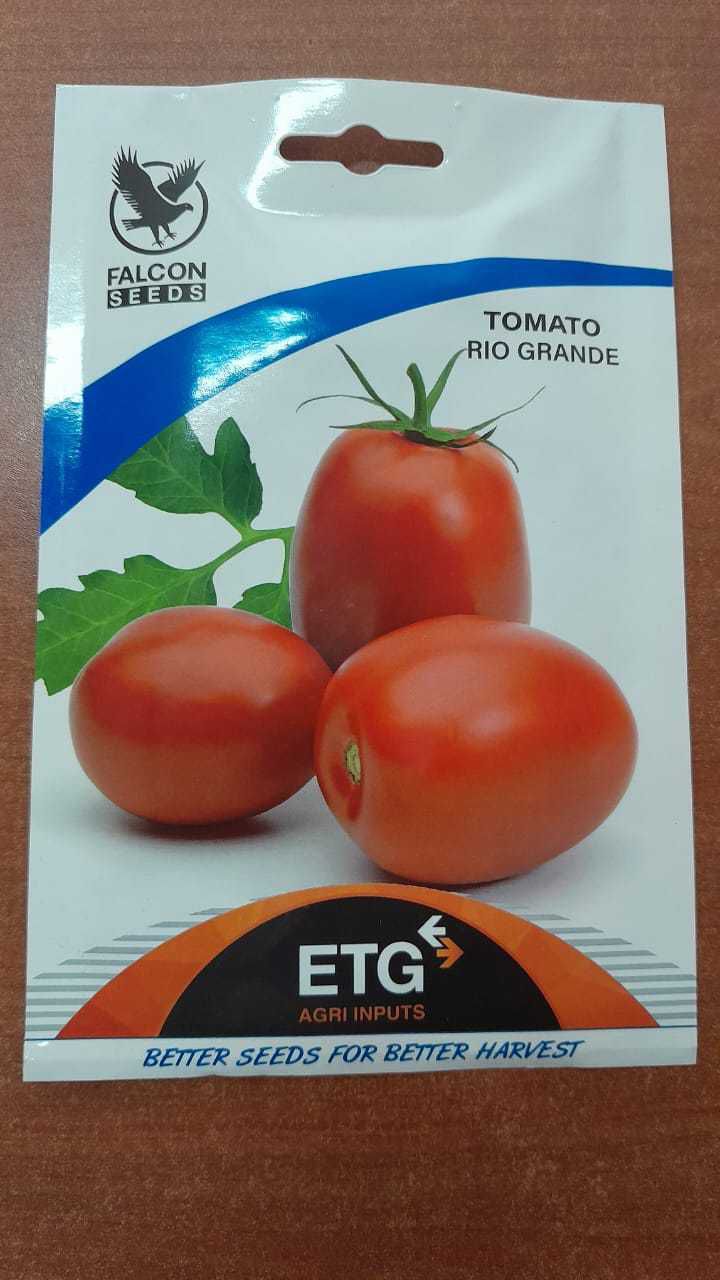 FALCON
SEEDS
TOMATO
RIO GRANDE
ETG
AGRI INPUTS
BETTER SEEDS FOR BETTER HARVEST